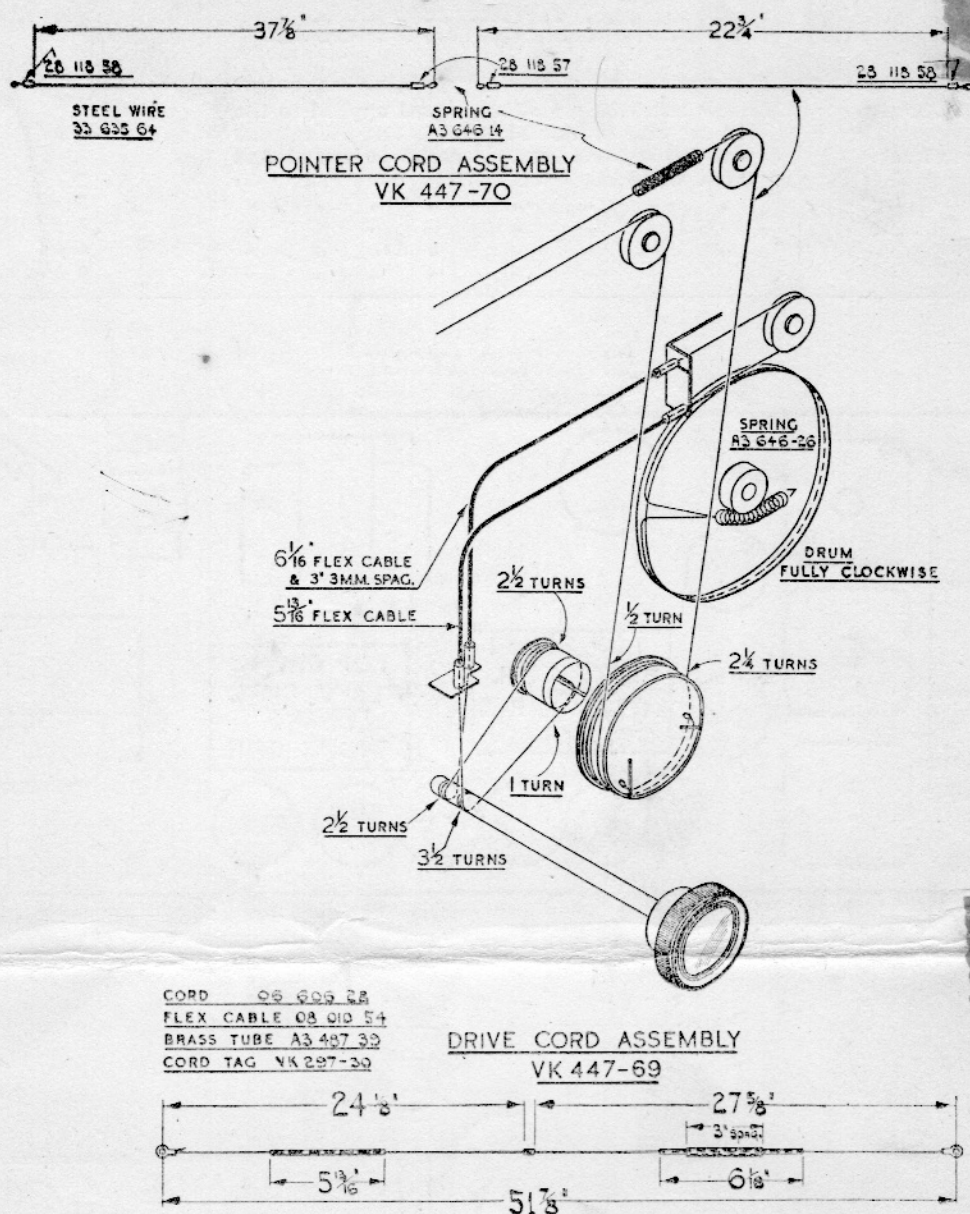 37⅞"
22¾"
28 118 58
28 118 57
28 118 58
STEEL WIRE
33 635 64
SPRING
A3 646 14
POINTER CORD ASSEMBLY
VK 447-70
SPRING
A3 646-26
DRUM
FULLY CLOCKWISE
6 1/16" FLEX CABLE
& 3" 3M.M. SPAG.
5 13/16" FLEX CABLE
2½ TURNS
½ TURN
2¼ TURNS
1 TURN
2½ TURNS
3½ TURNS
CORD 06 606 28
FLEX CABLE 08 010 54
BRASS TUBE A3 487 39
CORD TAG VK 297-30
DRIVE CORD ASSEMBLY
VK 447-69
24⅛"
27⅝"
3" SPAG.
5 13/16"
6⅛"
51⅞"